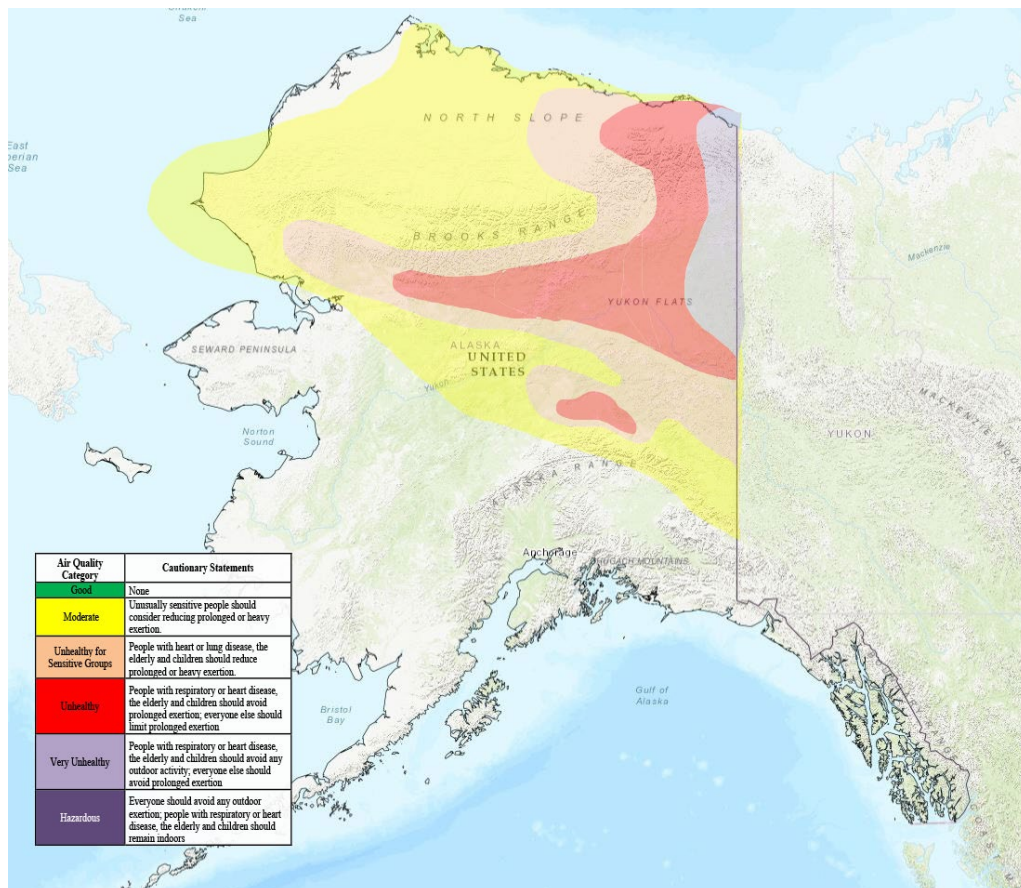 Sea
East
Sea
NORTH SLOPE
BROOKS RANGE
Mackenzie
YUKON FLATS
SEWARD PENINSULA
ALASKA
UNITED
STATES
Yukon
MACKENZIE
YUKON
Norton
Sound
ALASKA RANGE
Anchorage
CHUGACH MOUNTAINS
Gulf of
Alaska
Bristol
Bay
Air Quality
Category
Cautionary Statements
Good
None
Moderate
Unusually sensitive people should
consider reducing prolonged or heavy
exertion.
Unhealthy for
Sensitive Groups
People with heart or lung disease, the
elderly and children should reduce
prolonged or heavy exertion.
Unhealthy
People with respiratory or heart disease,
the elderly and children should avoid
prolonged exertion; everyone else should
limit prolonged exertion
Very Unhealthy
People with respiratory or heart disease,
the elderly and children should avoid any
outdoor activity; everyone else should
avoid prolonged exertion
Hazardous
Everyone should avoid any outdoor
exertion; people with respiratory or heart
disease, the elderly and children should
remain indoors